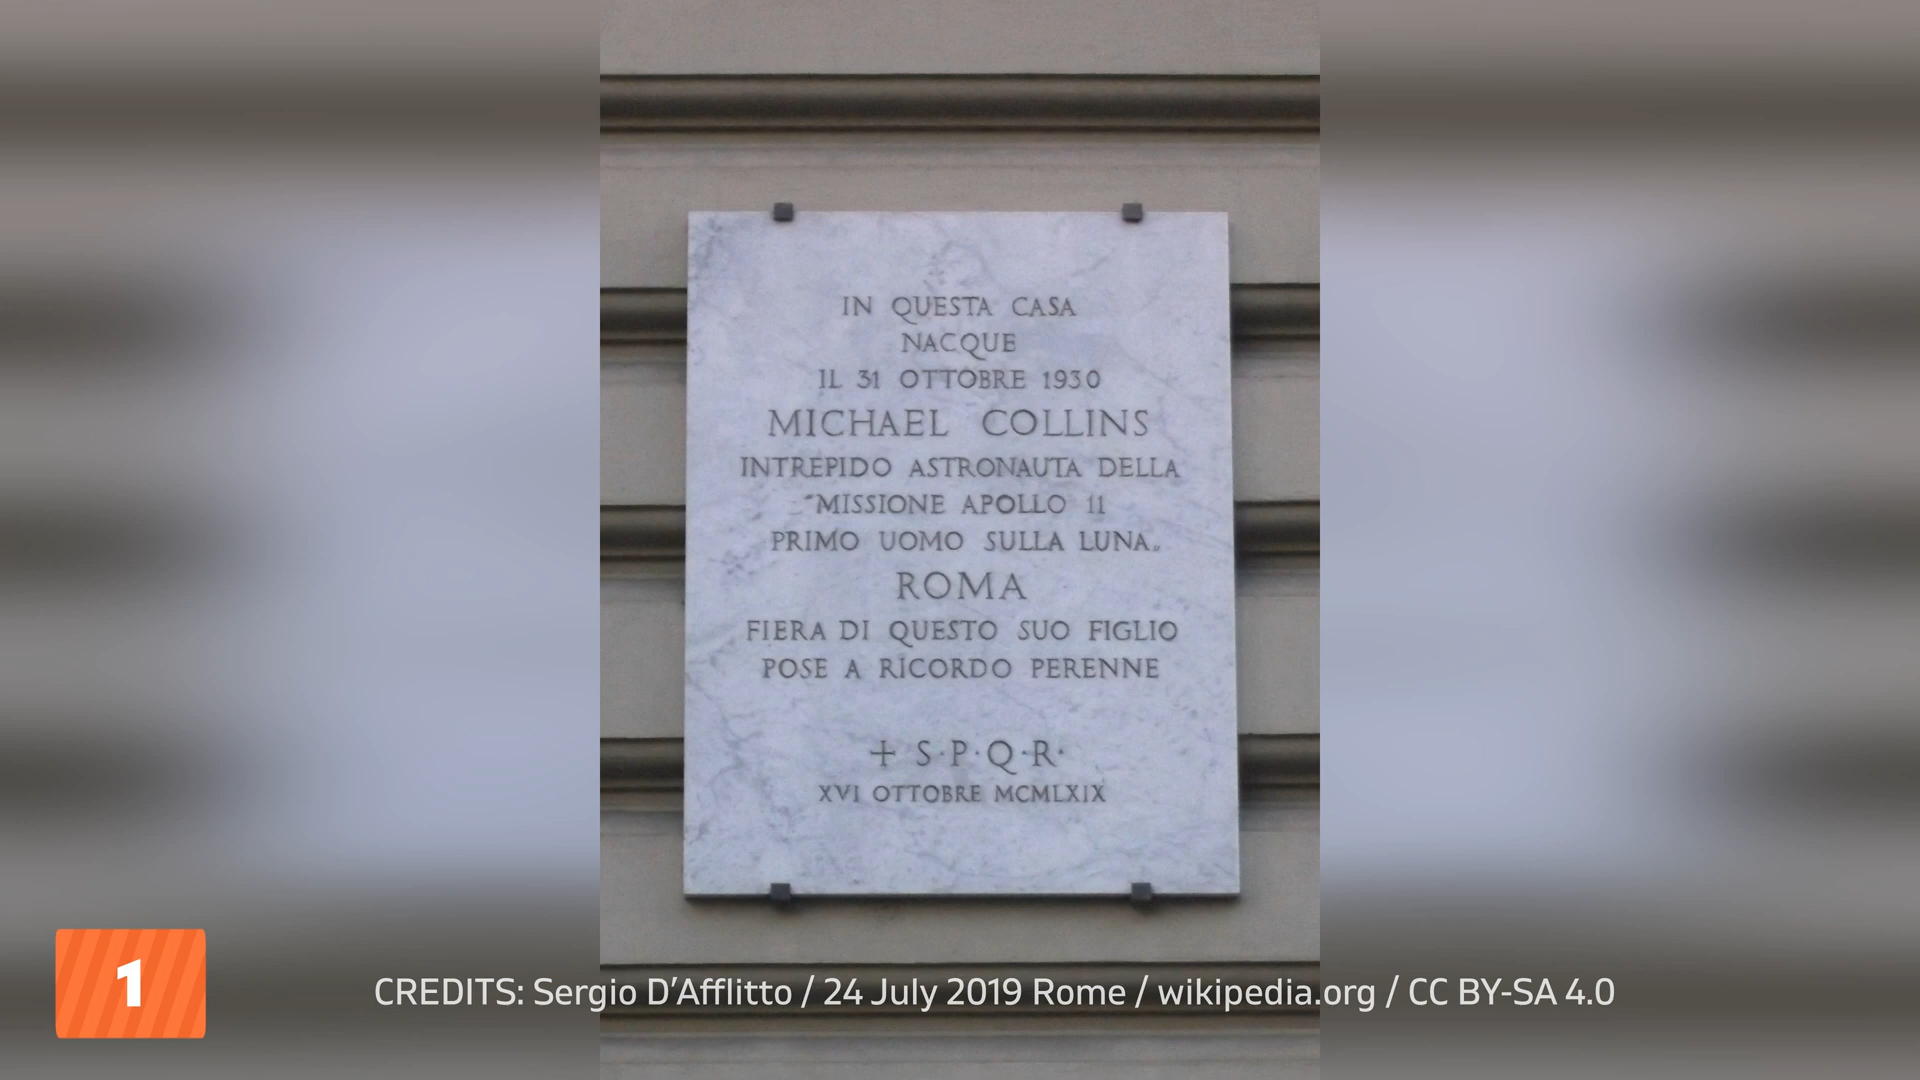 IN QUESTA CASA
NACQUE
IL 31 OTTOBRE 1930
MICHAEL COLLINS
INTREPIDO ASTRONAUTA DELLA
"MISSIONE APOLLO 11
PRIMO UOMO SULLA LUNA„
ROMA
FIERA DI QUESTO SUO FIGLIO
POSE A RICORDO PERENNE
+ S·P·Q·R·
XVI OTTOBRE MCMLXIX
1
CREDITS: Sergio D’Afflitto / 24 July 2019 Rome / wikipedia.org / CC BY-SA 4.0